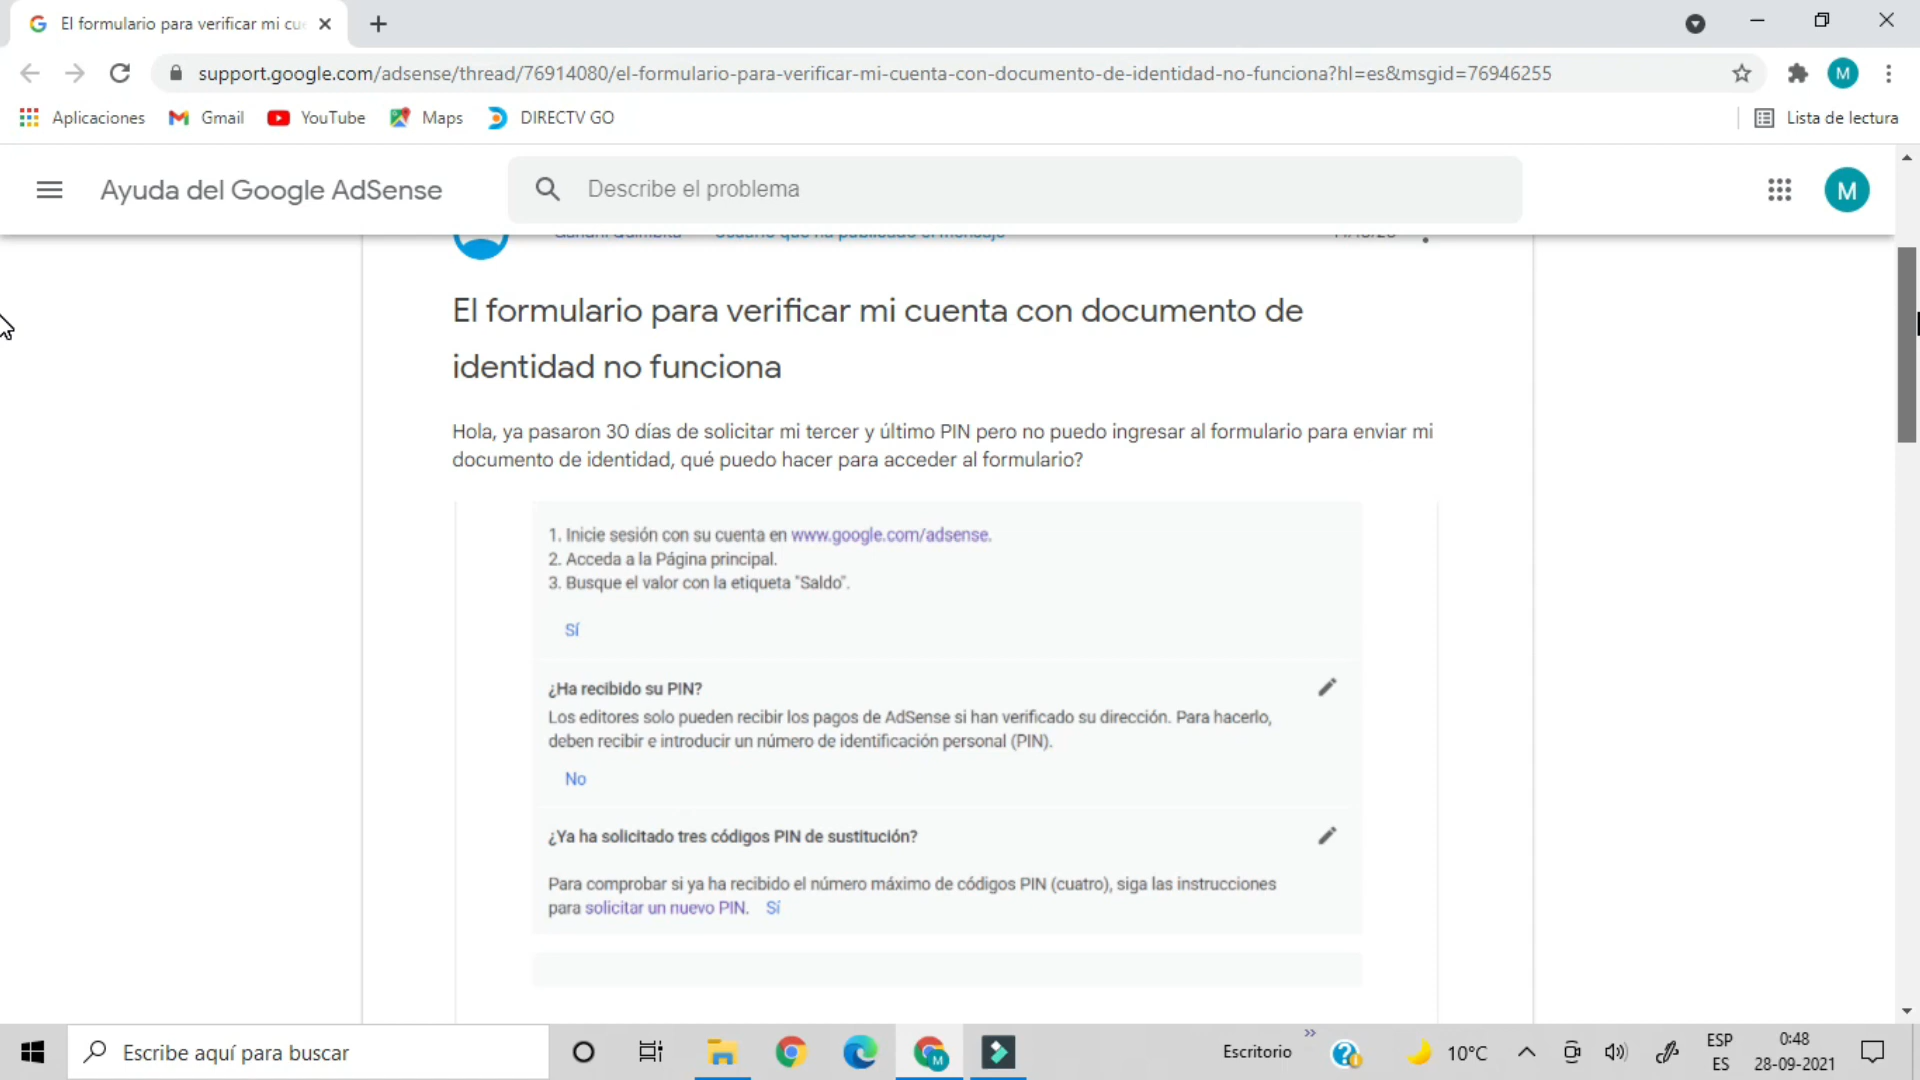 El formulario para verificar mi cue
support.google.com/adsense/thread/76914080/el-formulario-para-verificar-mi-cuenta-con-documento-de-identidad-no-funciona?hl=es&msgid=76946255
M
Aplicaciones
Gmail
YouTube
Maps
DIRECTV GO
Lista de lectura
Ayuda del Google AdSense
Describe el problema
M
Usuario que ha publicado el mensaje
El formulario para verificar mi cuenta con documento de
identidad no funciona
Hola, ya pasaron 30 días de solicitar mi tercer y último PIN pero no puedo ingresar al formulario para enviar mi
documento de identidad, qué puedo hacer para acceder al formulario?
1. Inicie sesión con su cuenta en www.google.com/adsense.
2. Acceda a la Página principal.
3. Busque el valor con la etiqueta "Saldo".
Sí
¿Ha recibido su PIN?
Los editores solo pueden recibir los pagos de AdSense si han verificado su dirección. Para hacerlo,
deben recibir e introducir un número de identificación personal (PIN).
No
¿Ya ha solicitado tres códigos PIN de sustitución?
Para comprobar si ya ha recibido el número máximo de códigos PIN (cuatro), siga las instrucciones
para solicitar un nuevo PIN. Sí
Escribe aquí para buscar
M
Escritorio
10°C
ESP
ES
0:48
28-09-2021